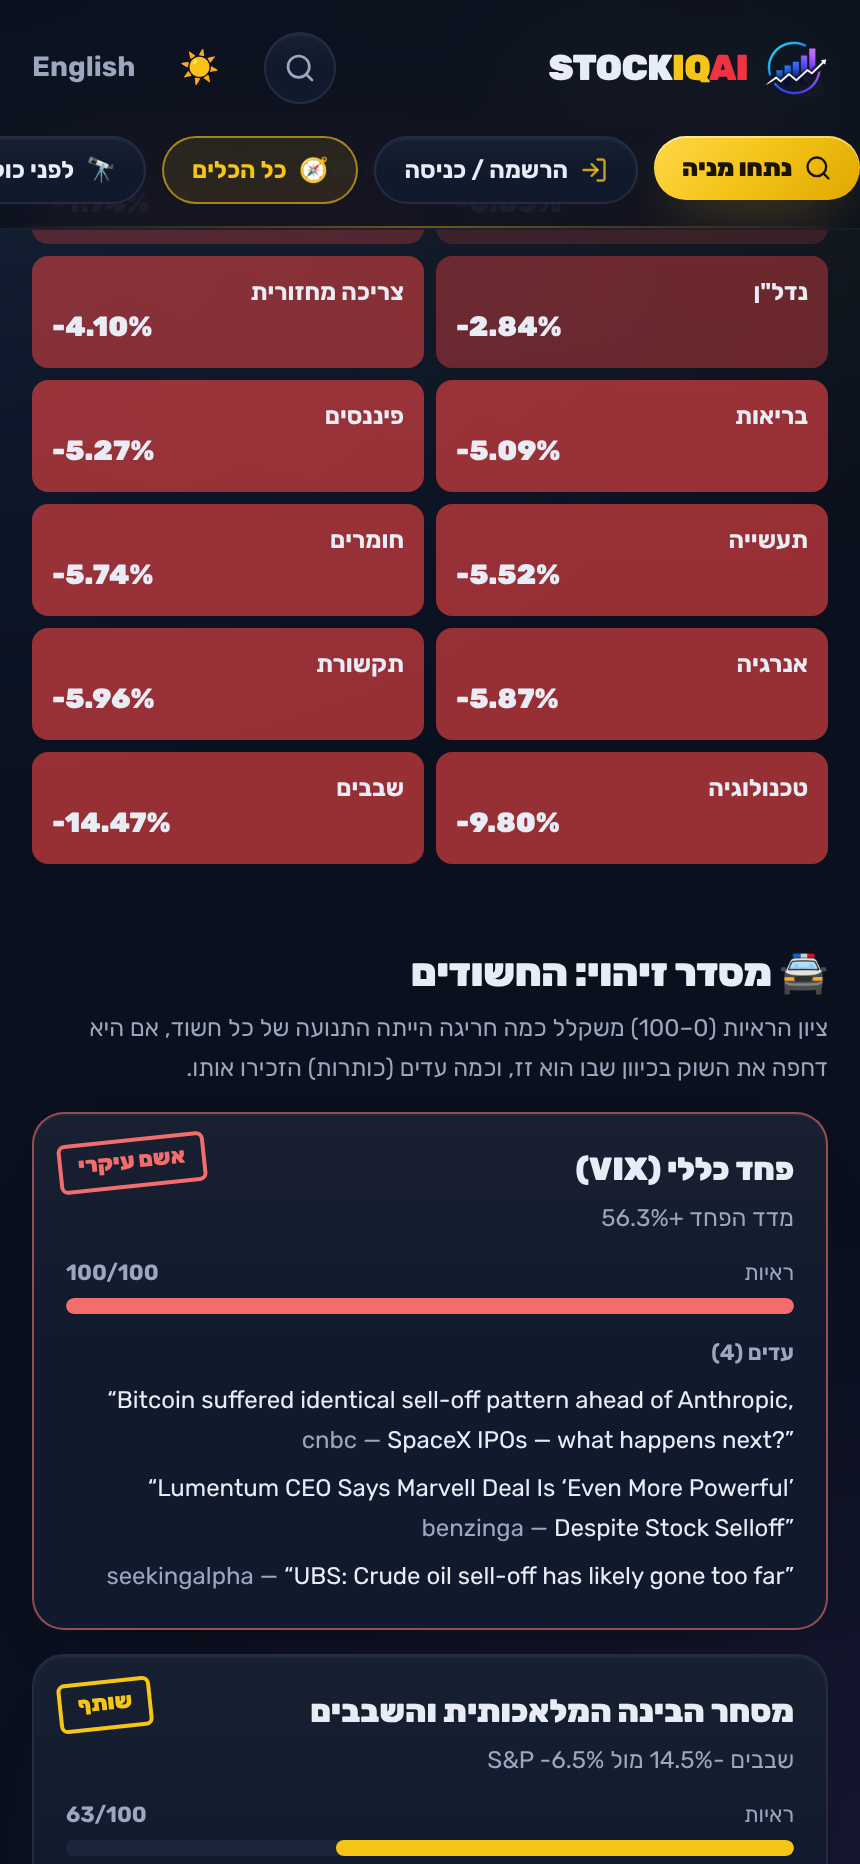 STOCKIQAI
English
נתחו מניה
הרשמה / כניסה
כל הכלים
לפני
נדל"ן
-2.84%
צריכה מחזורית
-4.10%
בריאות
-5.09%
פיננסים
-5.27%
תעשייה
-5.52%
חומרים
-5.74%
אנרגיה
-5.87%
תקשורת
-5.96%
טכנולוגיה
-9.80%
שבבים
-14.47%
מסדר זיהוי: החשודים
ציון הראיות (0–100) משקלל כמה חריגה הייתה התנועה של כל חשוד, אם היא
דחפה את השוק בכיוון שבו הוא זז, וכמה עדים (כותרות) הזכירו אותו.
פחד כללי (VIX)
אשם עיקרי
מדד הפחד +56.3%
ראיות
100/100
עדים (4)
“Bitcoin suffered identical sell-off pattern ahead of Anthropic,
SpaceX IPOs — what happens next?” — cnbc
“Lumentum CEO Says Marvell Deal Is ‘Even More Powerful’
Despite Stock Selloff” — benzinga
“UBS: Crude oil sell-off has likely gone too far” — seekingalpha
מסחר הבינה המלאכותית והשבבים
שותף
שבבים -14.5% מול S&P -6.5%
ראיות
63/100